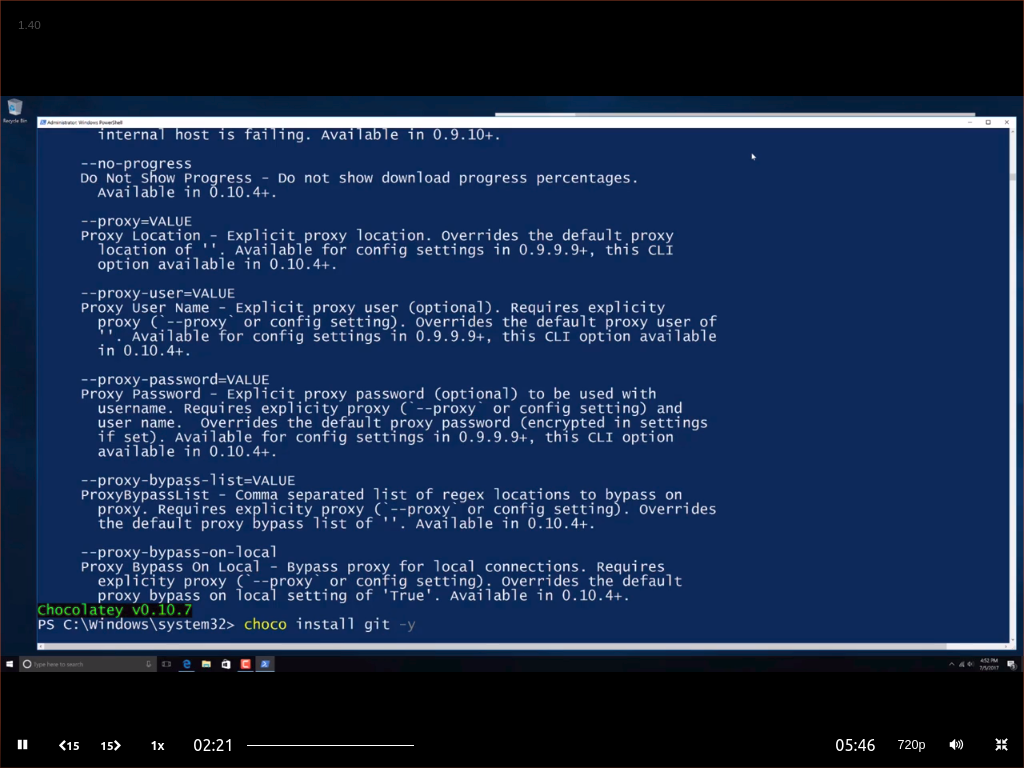 1.40
Recycle Bin
Administrator: Windows PowerShell
internal host is failing. Available in 0.9.10+.
--no-progress
Do Not Show Progress - Do not show download progress percentages.
Available in 0.10.4+.
--proxy=VALUE
Proxy Location - Explicit proxy location. Overrides the default proxy
location of ''. Available for config settings in 0.9.9.9+, this CLI
option available in 0.10.4+.
--proxy-user=VALUE
Proxy User Name - Explicit proxy user (optional). Requires explicity
proxy (`--proxy` or config setting). Overrides the default proxy user of
''. Available for config settings in 0.9.9.9+, this CLI option available
in 0.10.4+.
--proxy-password=VALUE
Proxy Password - Explicit proxy password (optional) to be used with
username. Requires explicity proxy (`--proxy` or config setting) and
user name.  Overrides the default proxy password (encrypted in settings
if set). Available for config settings in 0.9.9.9+, this CLI option
available in 0.10.4+.
--proxy-bypass-list=VALUE
ProxyBypassList - Comma separated list of regex locations to bypass on
proxy. Requires explicity proxy (`--proxy` or config setting). Overrides
the default proxy bypass list of ''. Available in 0.10.4+.
--proxy-bypass-on-local
Proxy Bypass On Local - Bypass proxy for local connections. Requires
explicity proxy (`--proxy` or config setting). Overrides the default
proxy bypass on local setting of 'True'. Available in 0.10.4+.
Chocolatey v0.10.7
PS C:\Windows\system32> choco install git -y
Type here to search
4:52 PM
7/5/2017
15 15 1x 02:21 05:46 720p